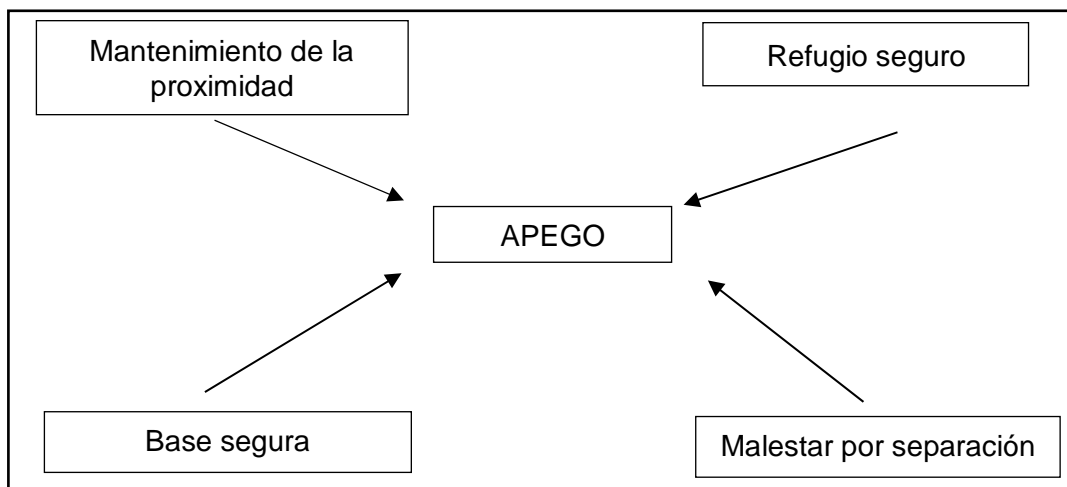 Mantenimiento de la
proximidad
Refugio seguro
APEGO
Base segura
Malestar por separación